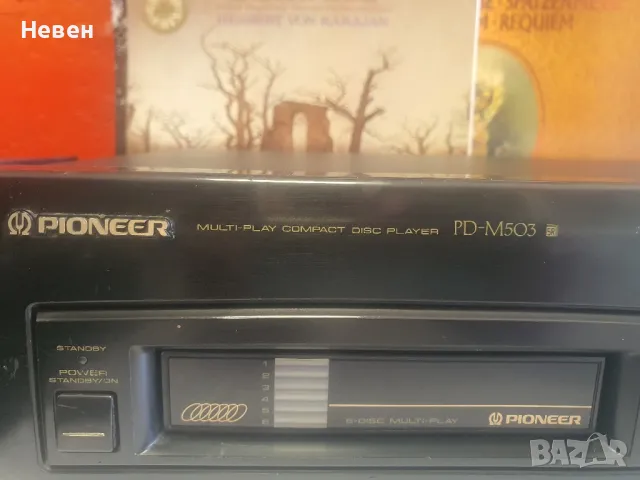 Невен
HERBERT VON KARAJAN
· REQUIEM
PIONEER
MULTI-PLAY COMPACT DISC PLAYER PD-M503
STANDBY
POWER
STANDBY/ON
1
2
3
4
5
6
6-DISC MULTI-PLAY
PIONEER
BAZAR